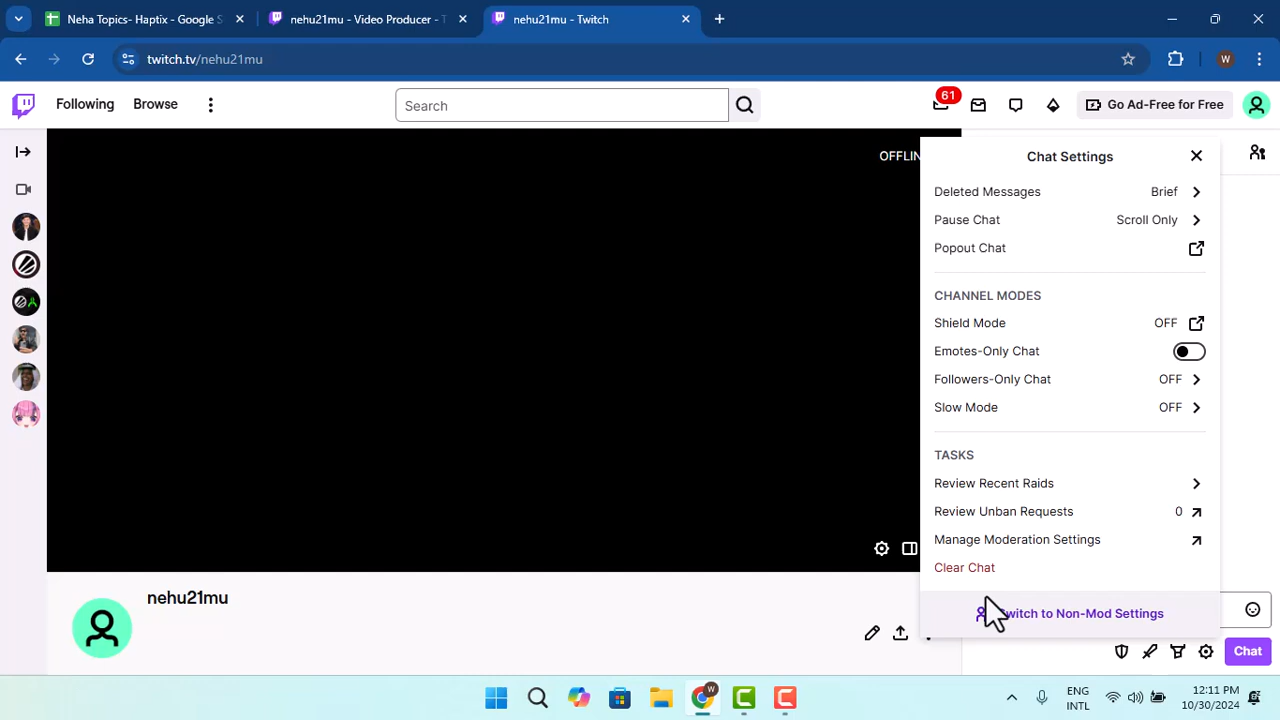 Neha Topics- Haptix - Google S
nehu21mu - Video Producer - T
nehu21mu - Twitch
twitch.tv/nehu21mu
W
Following
Browse
Search
61
Go Ad-Free for Free
OFFLIN
Chat Settings
Deleted Messages Brief
Pause Chat Scroll Only
Popout Chat
CHANNEL MODES
Shield Mode OFF
Emotes-Only Chat
Followers-Only Chat OFF
Slow Mode OFF
TASKS
Review Recent Raids
Review Unban Requests 0
Manage Moderation Settings
Clear Chat
witch to Non-Mod Settings
nehu21mu
Chat
W
ENG
INTL
12:11 PM
10/30/2024